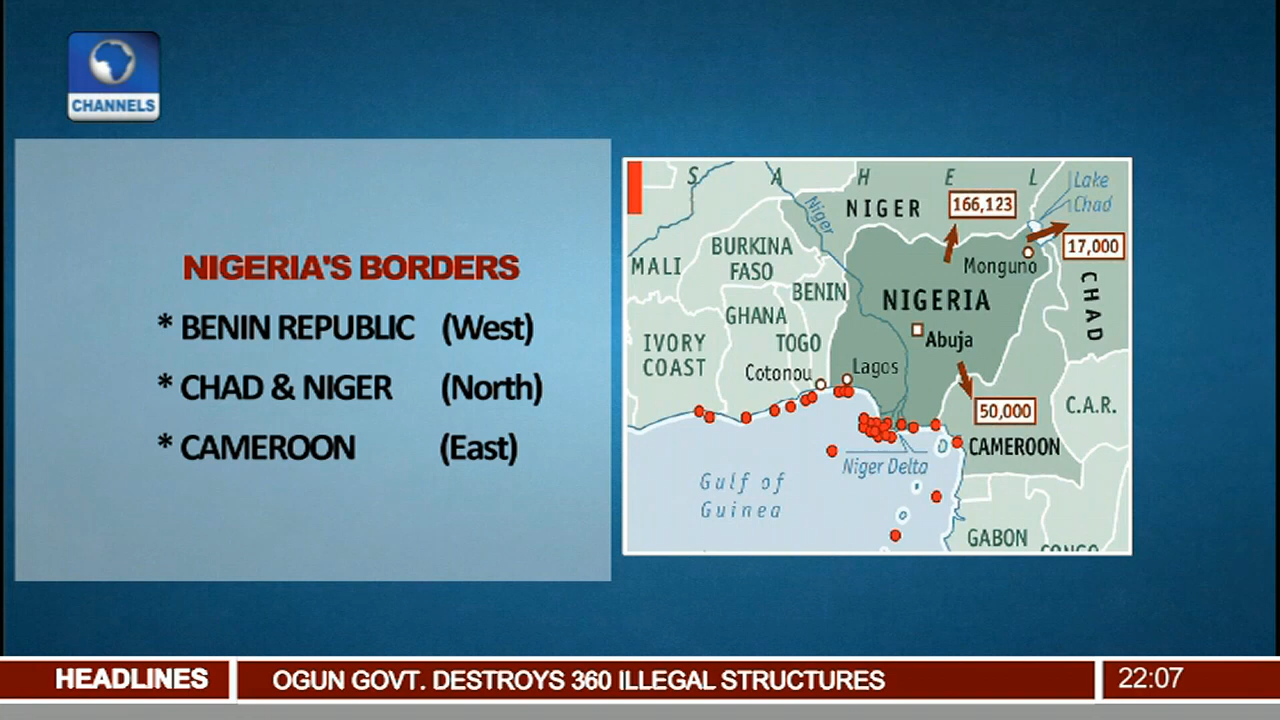 CHANNELS
NIGERIA'S BORDERS
* BENIN REPUBLIC (West)
* CHAD & NIGER (North)
* CAMEROON (East)
S A H E L
Lake
Chad
NIGER
166,123
Niger
17,000
BURKINA
FASO
MALI
Monguno
BENIN
NIGERIA
CHAD
GHANA
Abuja
IVORY
COAST
TOGO
Cotonou
Lagos
50,000
C.A.R.
CAMEROON
Niger Delta
Gulf of
Guinea
GABON
CONGO
HEADLINES
OGUN GOVT. DESTROYS 360 ILLEGAL STRUCTURES
22:07